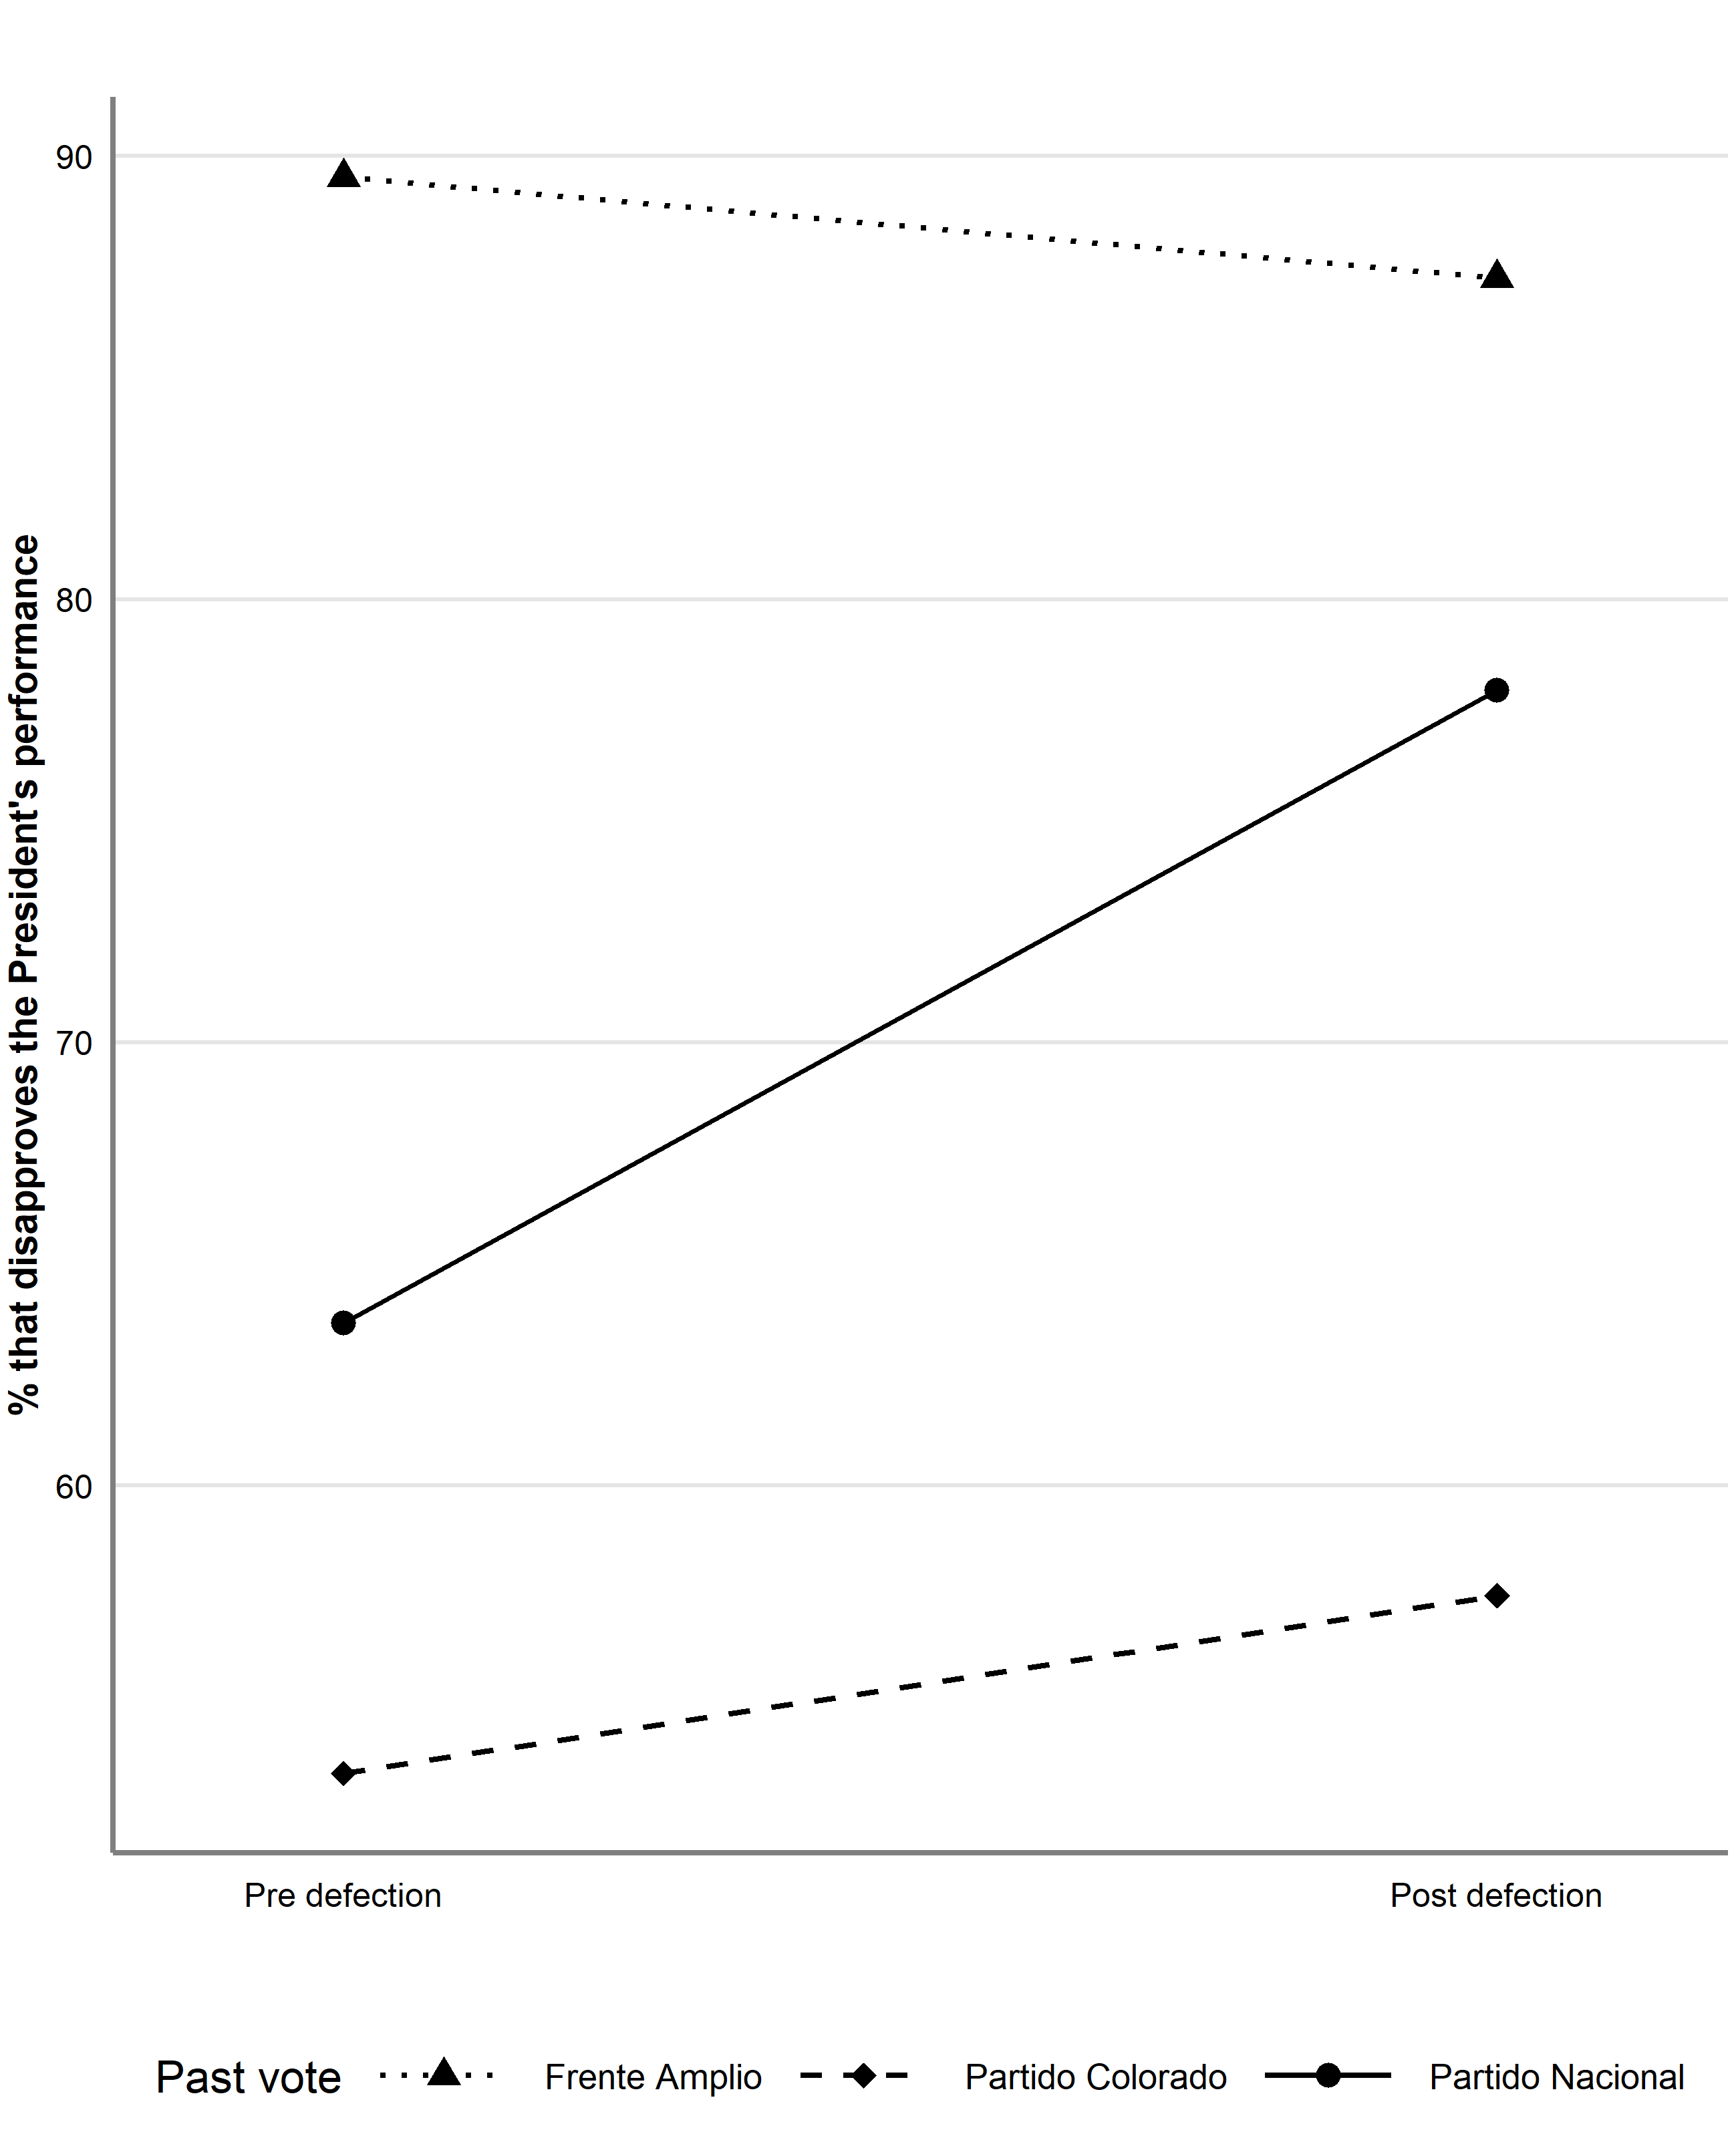 % that disapproves the President's performance
90
80
70
60
Pre defection Post defection
Past vote Frente Amplio Partido Colorado Partido Nacional